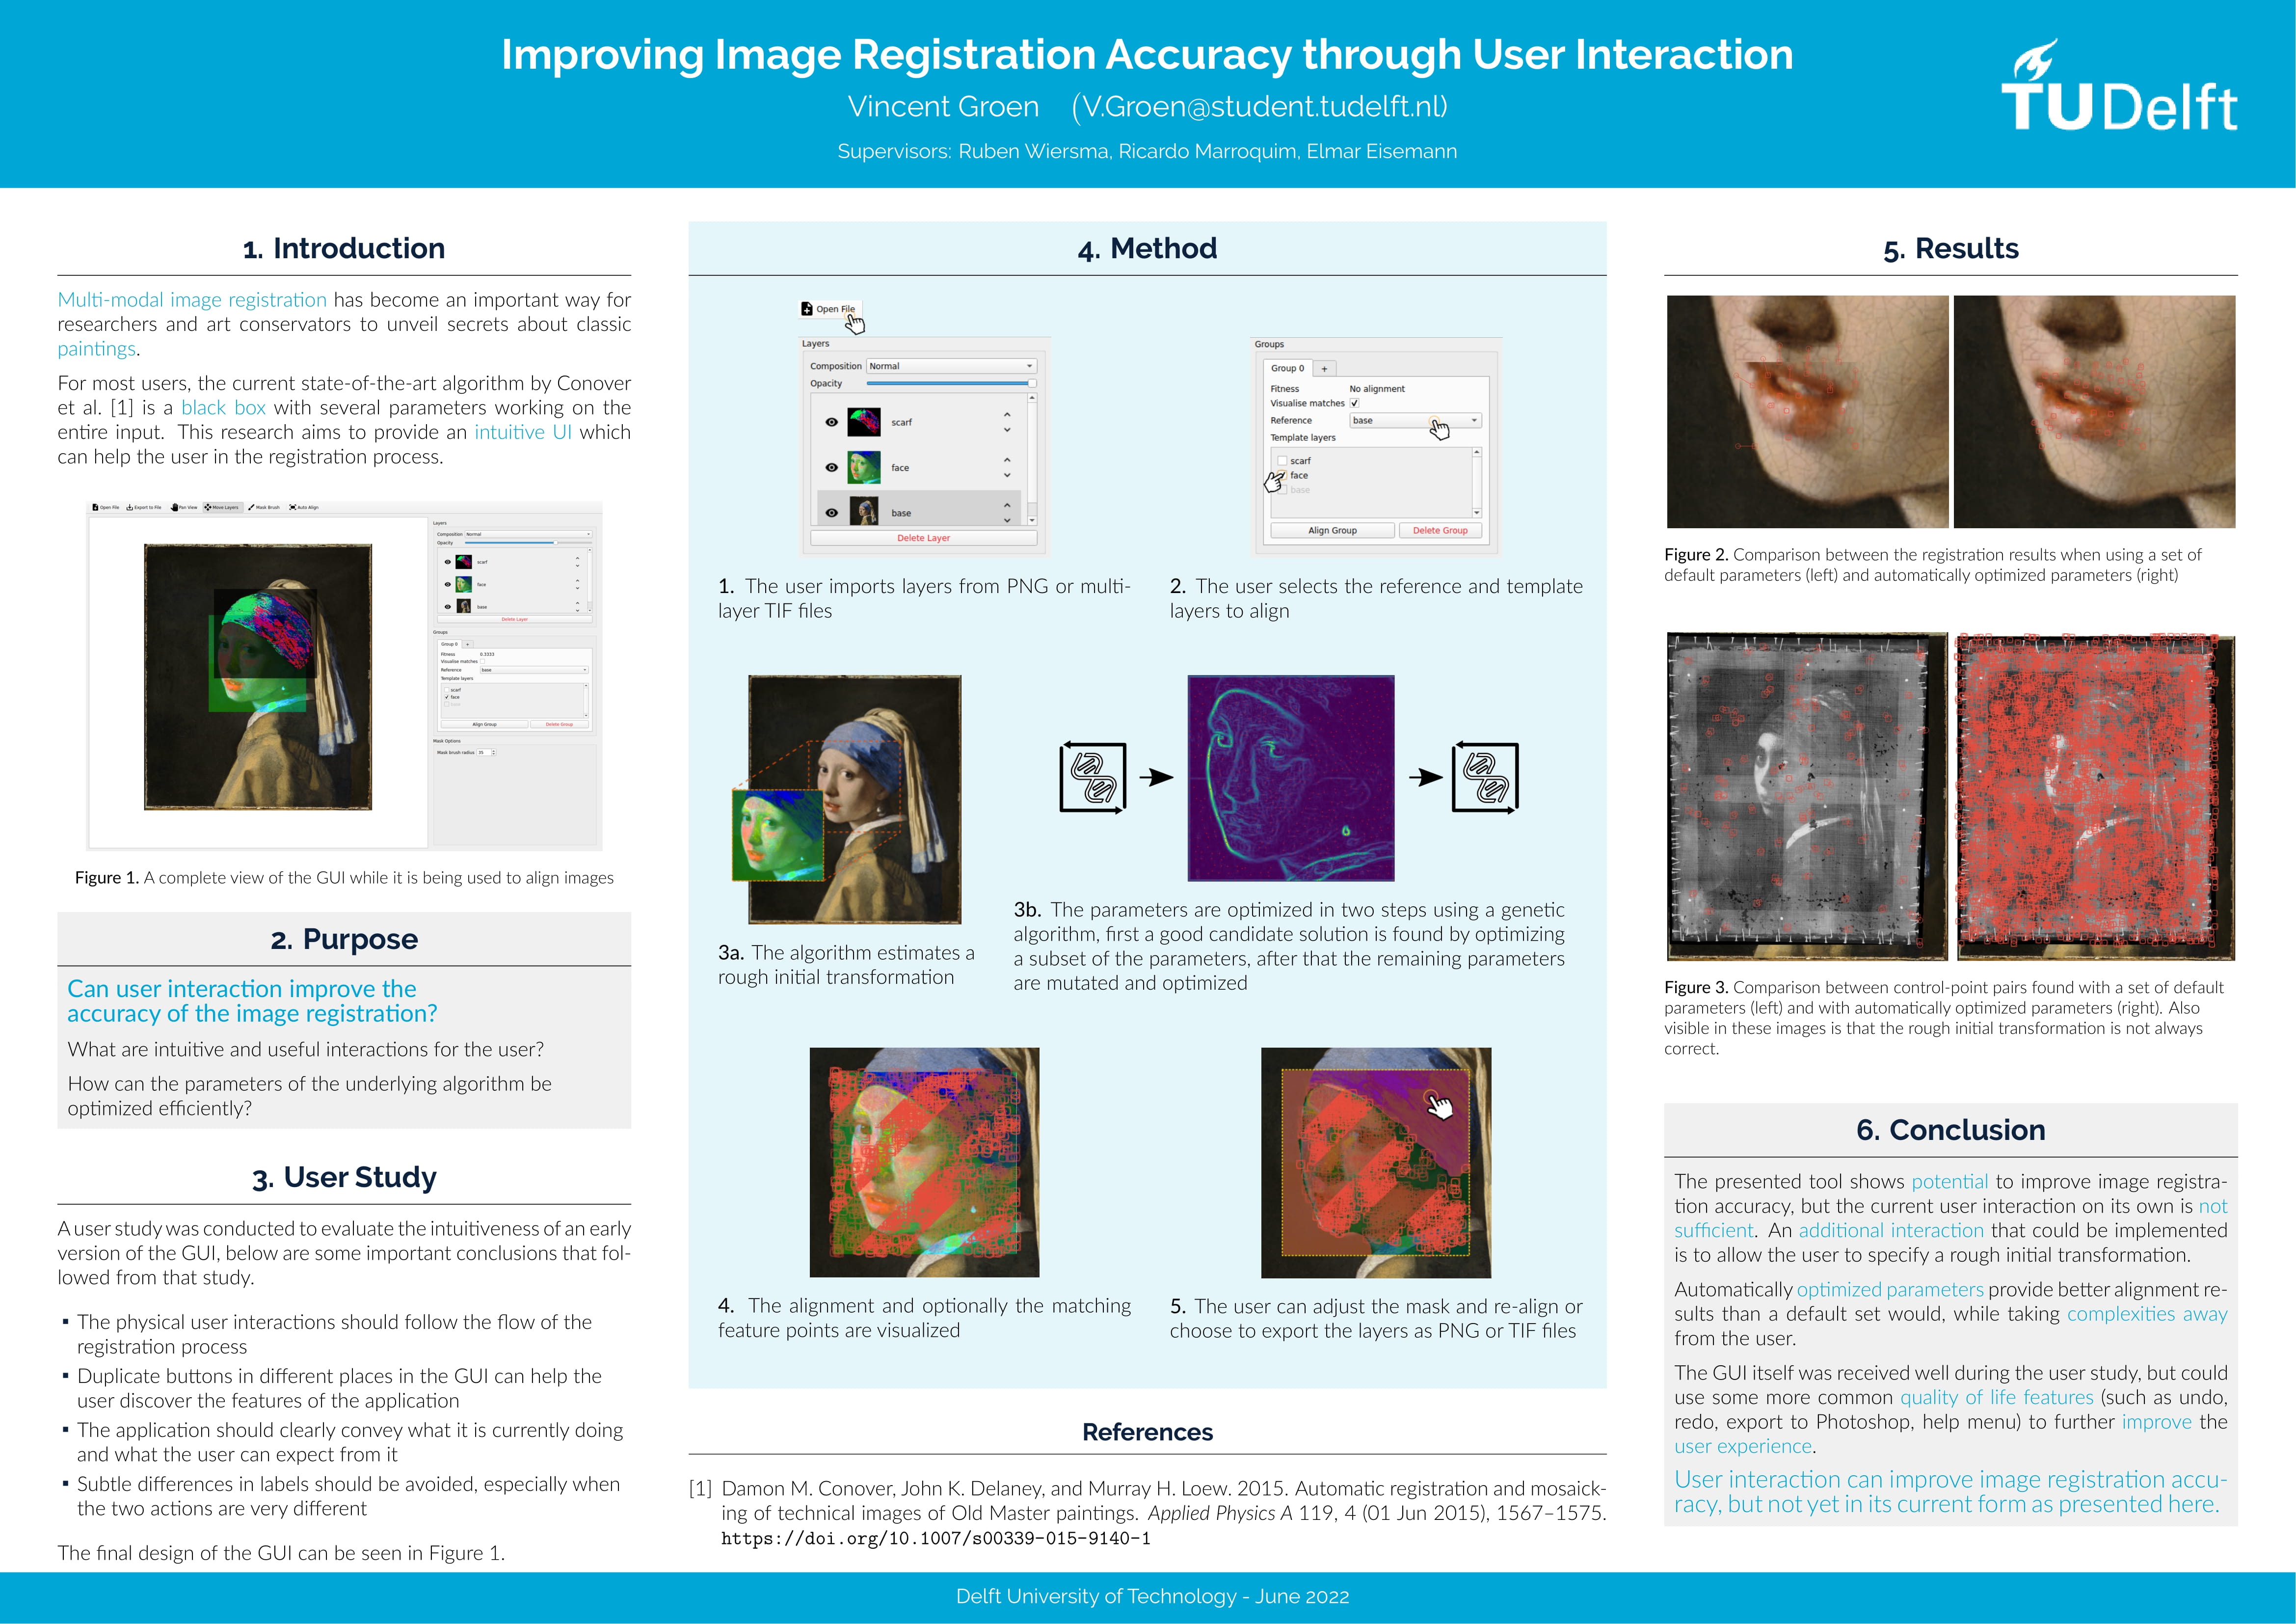 Improving Image Registration Accuracy through User Interaction
Vincent Groen (V.Groen@student.tudelft.nl)
Supervisors: Ruben Wiersma, Ricardo Marroquim, Elmar Eisemann
TUDelft
1. Introduction
Multi-modal image registration has become an important way for
researchers and art conservators to unveil secrets about classic
paintings.
For most users, the current state-of-the-art algorithm by Conover
et al. [1] is a black box with several parameters working on the
entire input. This research aims to provide an intuitive UI which
can help the user in the registration process.
Open File Export to File Pan View Move Layers Mask Brush Auto Align
Layers
Composition Normal
Opacity
scarf
face
base
Delete Layer
Groups
Group 0 +
Fitness 0.3333
Visualise matches
Reference base
Template layers
scarf
face
base
Align Group Delete Group
Mask Options
Mask brush radius 35
Figure 1. A complete view of the GUI while it is being used to align images
2. Purpose
Can user interaction improve the
accuracy of the image registration?
What are intuitive and useful interactions for the user?
How can the parameters of the underlying algorithm be
optimized efficiently?
3. User Study
A user study was conducted to evaluate the intuitiveness of an early
version of the GUI, below are some important conclusions that fol-
lowed from that study.
▪ The physical user interactions should follow the flow of the
registration process
▪ Duplicate buttons in different places in the GUI can help the
user discover the features of the application
▪ The application should clearly convey what it is currently doing
and what the user can expect from it
▪ Subtle differences in labels should be avoided, especially when
the two actions are very different
The final design of the GUI can be seen in Figure 1.
4. Method
Open File
Layers
Composition Normal
Opacity
scarf
face
base
Delete Layer
Groups
Group 0 +
Fitness No alignment
Visualise matches
Reference base
Template layers
scarf
face
base
Align Group Delete Group
1. The user imports layers from PNG or multi-
layer TIF files
2. The user selects the reference and template
layers to align
3a. The algorithm estimates a
rough initial transformation
3b. The parameters are optimized in two steps using a genetic
algorithm, first a good candidate solution is found by optimizing
a subset of the parameters, after that the remaining parameters
are mutated and optimized
4. The alignment and optionally the matching
feature points are visualized
5. The user can adjust the mask and re-align or
choose to export the layers as PNG or TIF files
References
[1] Damon M. Conover, John K. Delaney, and Murray H. Loew. 2015. Automatic registration and mosaick-
ing of technical images of Old Master paintings. Applied Physics A 119, 4 (01 Jun 2015), 1567–1575.
https://doi.org/10.1007/s00339-015-9140-1
5. Results
Figure 2. Comparison between the registration results when using a set of
default parameters (left) and automatically optimized parameters (right)
Figure 3. Comparison between control-point pairs found with a set of default
parameters (left) and with automatically optimized parameters (right). Also
visible in these images is that the rough initial transformation is not always
correct.
6. Conclusion
The presented tool shows potential to improve image registra-
tion accuracy, but the current user interaction on its own is not
sufficient. An additional interaction that could be implemented
is to allow the user to specify a rough initial transformation.
Automatically optimized parameters provide better alignment re-
sults than a default set would, while taking complexities away
from the user.
The GUI itself was received well during the user study, but could
use some more common quality of life features (such as undo,
redo, export to Photoshop, help menu) to further improve the
user experience.
User interaction can improve image registration accu-
racy, but not yet in its current form as presented here.
Delft University of Technology - June 2022